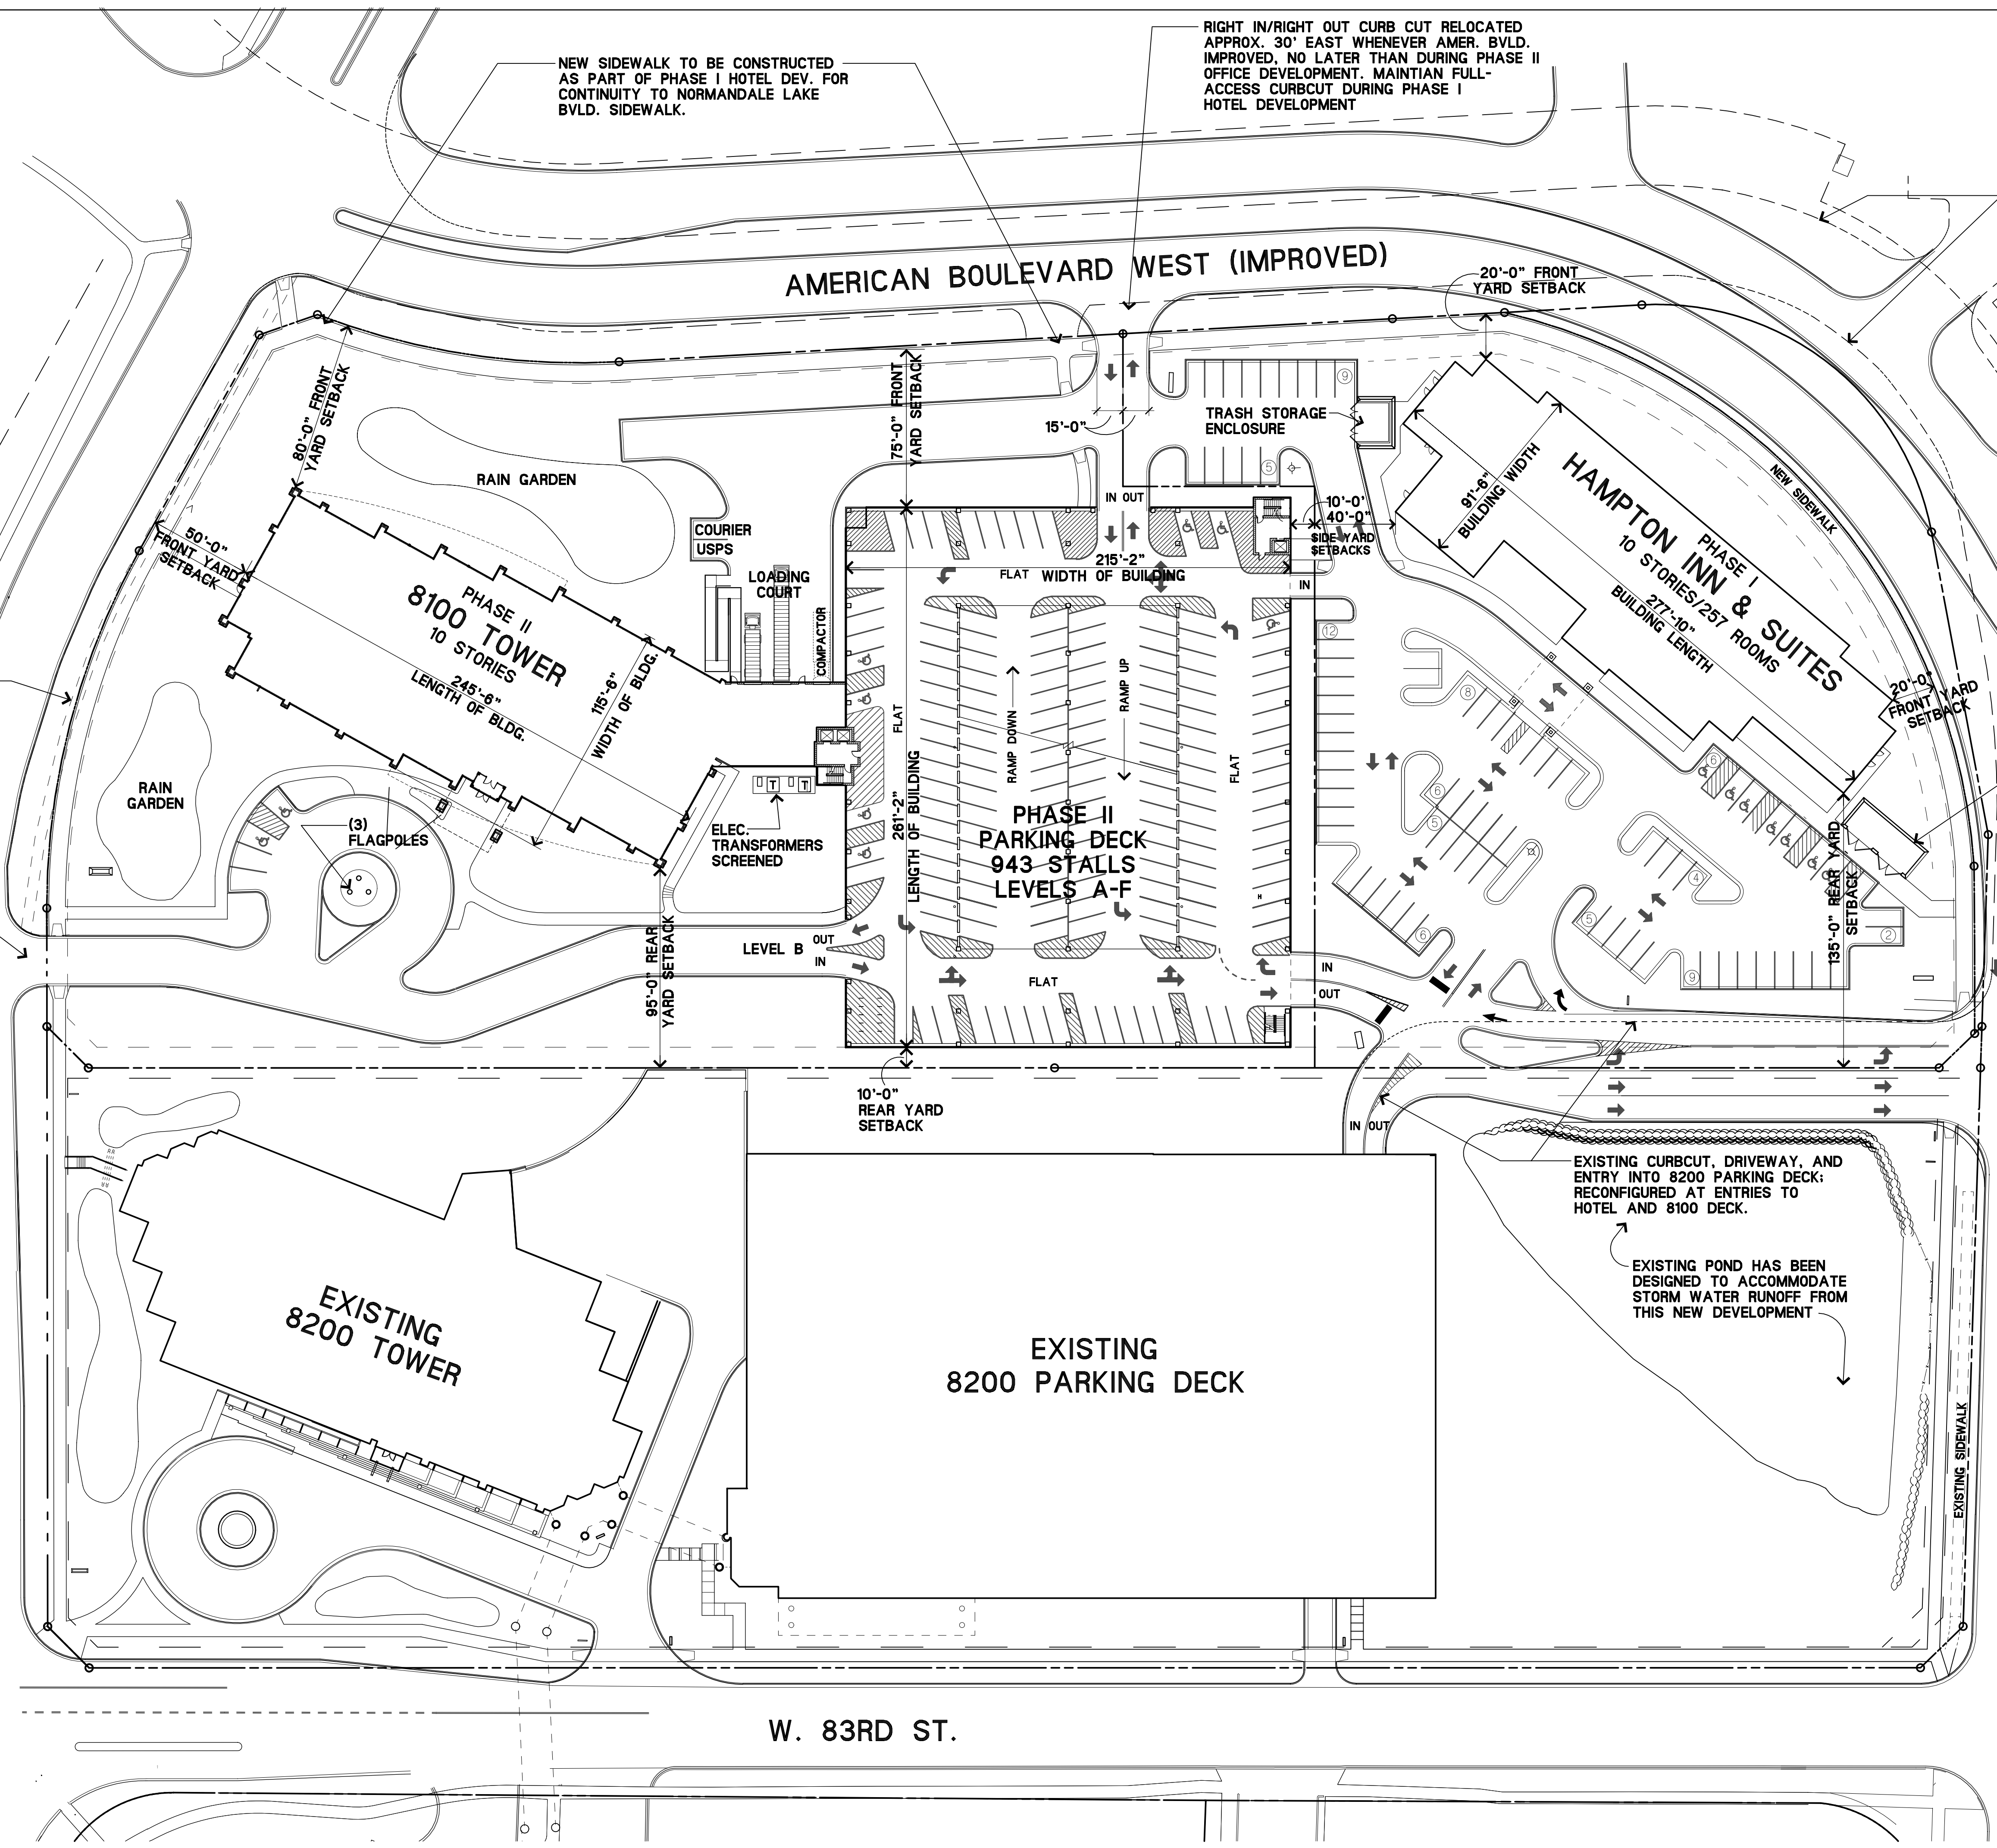 NEW SIDEWALK TO BE CONSTRUCTED
AS PART OF PHASE I HOTEL DEV. FOR
CONTINUITY TO NORMANDALE LAKE
BVLD. SIDEWALK.
RIGHT IN/RIGHT OUT CURB CUT RELOCATED
APPROX. 30' EAST WHENEVER AMER. BVLD.
IMPROVED, NO LATER THAN DURING PHASE II
OFFICE DEVELOPMENT. MAINTIAN FULL-
ACCESS CURBCUT DURING PHASE I
HOTEL DEVELOPMENT
AMERICAN BOULEVARD WEST (IMPROVED)
20'-0" FRONT
YARD SETBACK
80'-0" FRONT
YARD SETBACK
75'-0" FRONT
YARD SETBACK
15'-0"
9
TRASH STORAGE
ENCLOSURE
5
RAIN GARDEN
COURIER
USPS
LOADING
COURT
COMPACTOR
IN OUT
10'-0'
40'-0"
SIDE YARD
SETBACKS
IN
215'-2"
FLAT
WIDTH OF BUILDING
91'-6"
BUILDING WIDTH
PHASE I
HAMPTON INN & SUITES
10 STORIES/257 ROOMS
277'-10"
BUILDING LENGTH
NEW SIDEWALK
20'-0"
FRONT YARD
SETBACK
50'-0"
FRONT YARD
SETBACK
PHASE II
8100 TOWER
10 STORIES
245'-6"
LENGTH OF BLDG.
115'-6"
WIDTH OF BLDG.
FLAT
RAMP DOWN
RAMP UP
FLAT
261'-2"
LENGTH OF BUILDING
PHASE II
PARKING DECK
943 STALLS
LEVELS A-F
H
12
8
6
5
6
6
4
5
9
2
135'-0" REAR YARD
SETBACK
RAIN
GARDEN
(3)
FLAGPOLES
T
T
ELEC.
TRANSFORMERS
SCREENED
95'-0" REAR
YARD SETBACK
LEVEL B
OUT
IN
FLAT
IN
OUT
10'-0"
REAR YARD
SETBACK
IN OUT
EXISTING CURBCUT, DRIVEWAY, AND
ENTRY INTO 8200 PARKING DECK;
RECONFIGURED AT ENTRIES TO
HOTEL AND 8100 DECK.
EXISTING POND HAS BEEN
DESIGNED TO ACCOMMODATE
STORM WATER RUNOFF FROM
THIS NEW DEVELOPMENT
EXISTING
8200 TOWER
EXISTING
8200 PARKING DECK
EXISTING SIDEWALK
W. 83RD ST.